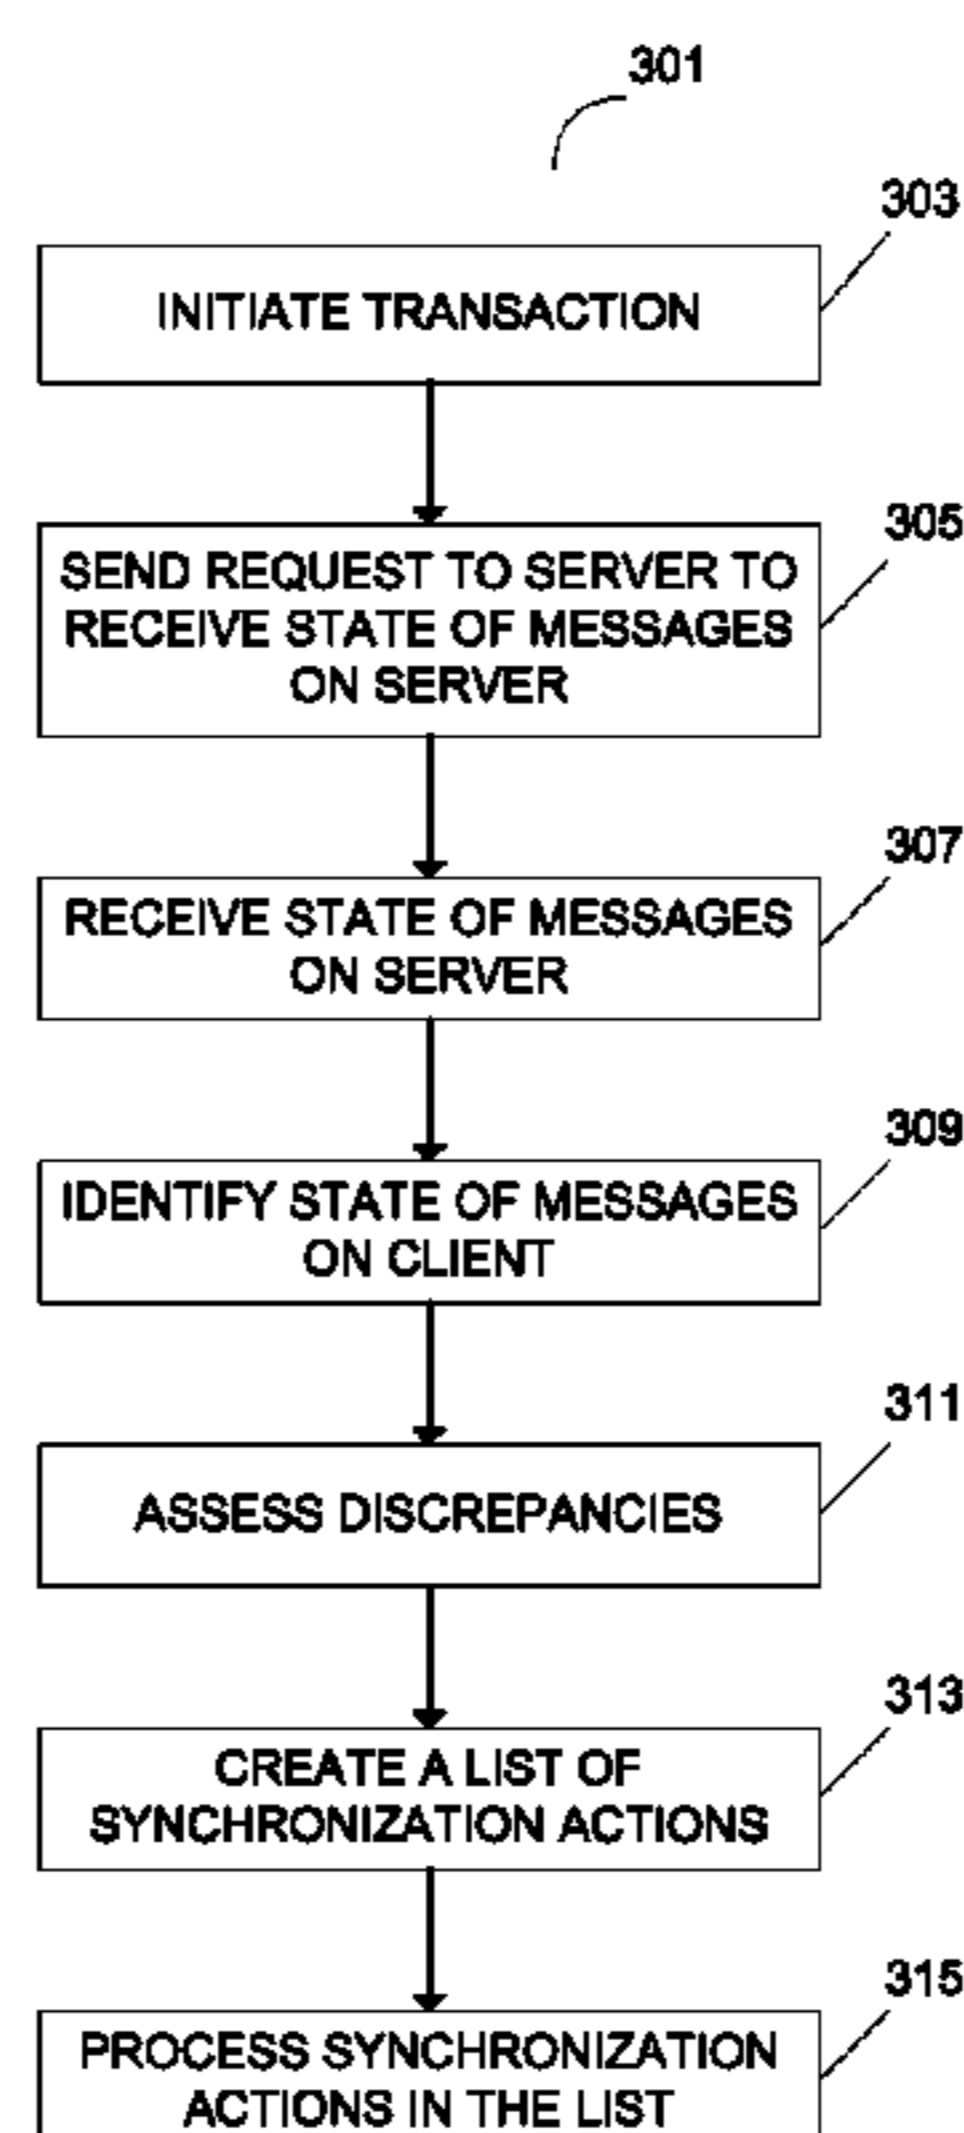 301
303
INITIATE TRANSACTION
305
SEND REQUEST TO SERVER TO
RECEIVE STATE OF MESSAGES
ON SERVER
307
RECEIVE STATE OF MESSAGES
ON SERVER
309
IDENTIFY STATE OF MESSAGES
ON CLIENT
311
ASSESS DISCREPANCIES
313
CREATE A LIST OF
SYNCHRONIZATION ACTIONS
315
PROCESS SYNCHRONIZATION
ACTIONS IN THE LIST